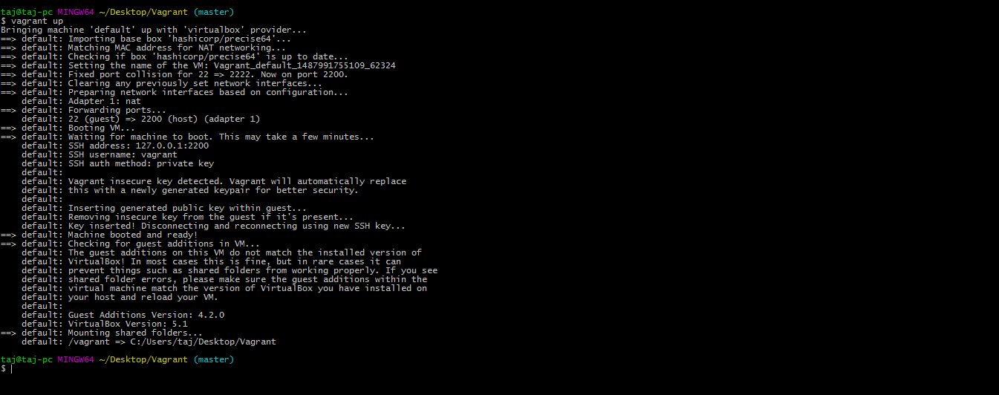 taj@taj-pc MINGW64 ~/Desktop/Vagrant (master)
$ vagrant up
Bringing machine 'default' up with 'virtualbox' provider...
==> default: Importing base box 'hashicorp/precise64'...
==> default: Matching MAC address for NAT networking...
==> default: Checking if box 'hashicorp/precise64' is up to date...
==> default: Setting the name of the VM: Vagrant_default_1487991755109_62324
==> default: Fixed port collision for 22 => 2222. Now on port 2200.
==> default: Clearing any previously set network interfaces...
==> default: Preparing network interfaces based on configuration...
    default: Adapter 1: nat
==> default: Forwarding ports...
    default: 22 (guest) => 2200 (host) (adapter 1)
==> default: Booting VM...
==> default: Waiting for machine to boot. This may take a few minutes...
    default: SSH address: 127.0.0.1:2200
    default: SSH username: vagrant
    default: SSH auth method: private key
    default:
    default: Vagrant insecure key detected. Vagrant will automatically replace
    default: this with a newly generated keypair for better security.
    default:
    default: Inserting generated public key within guest...
    default: Removing insecure key from the guest if it's present...
    default: Key inserted! Disconnecting and reconnecting using new SSH key...
==> default: Machine booted and ready!
==> default: Checking for guest additions in VM...
    default: The guest additions on this VM do not match the installed version of
    default: VirtualBox! In most cases this is fine, but in rare cases it can
    default: prevent things such as shared folders from working properly. If you see
    default: shared folder errors, please make sure the guest additions within the
    default: virtual machine match the version of VirtualBox you have installed on
    default: your host and reload your VM.
    default:
    default: Guest Additions Version: 4.2.0
    default: VirtualBox Version: 5.1
==> default: Mounting shared folders...
    default: /vagrant => C:/Users/taj/Desktop/Vagrant
taj@taj-pc MINGW64 ~/Desktop/Vagrant (master)
$